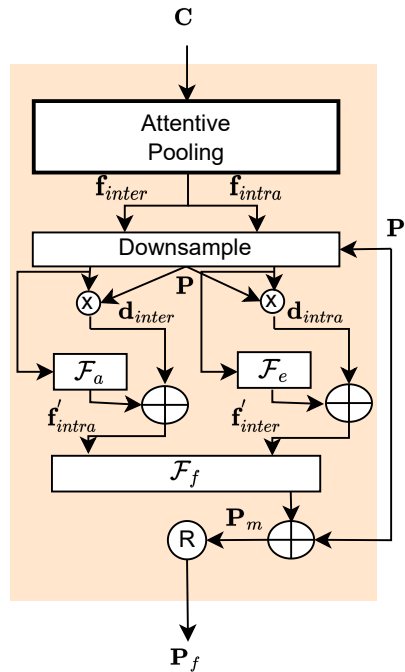 C
Attentive
Pooling
f_inter
f_intra
P
Downsample
P
x
x
d_inter
d_intra
F_a
F_e
f'_intra
f'_inter
F_f
P_m
R
P_f